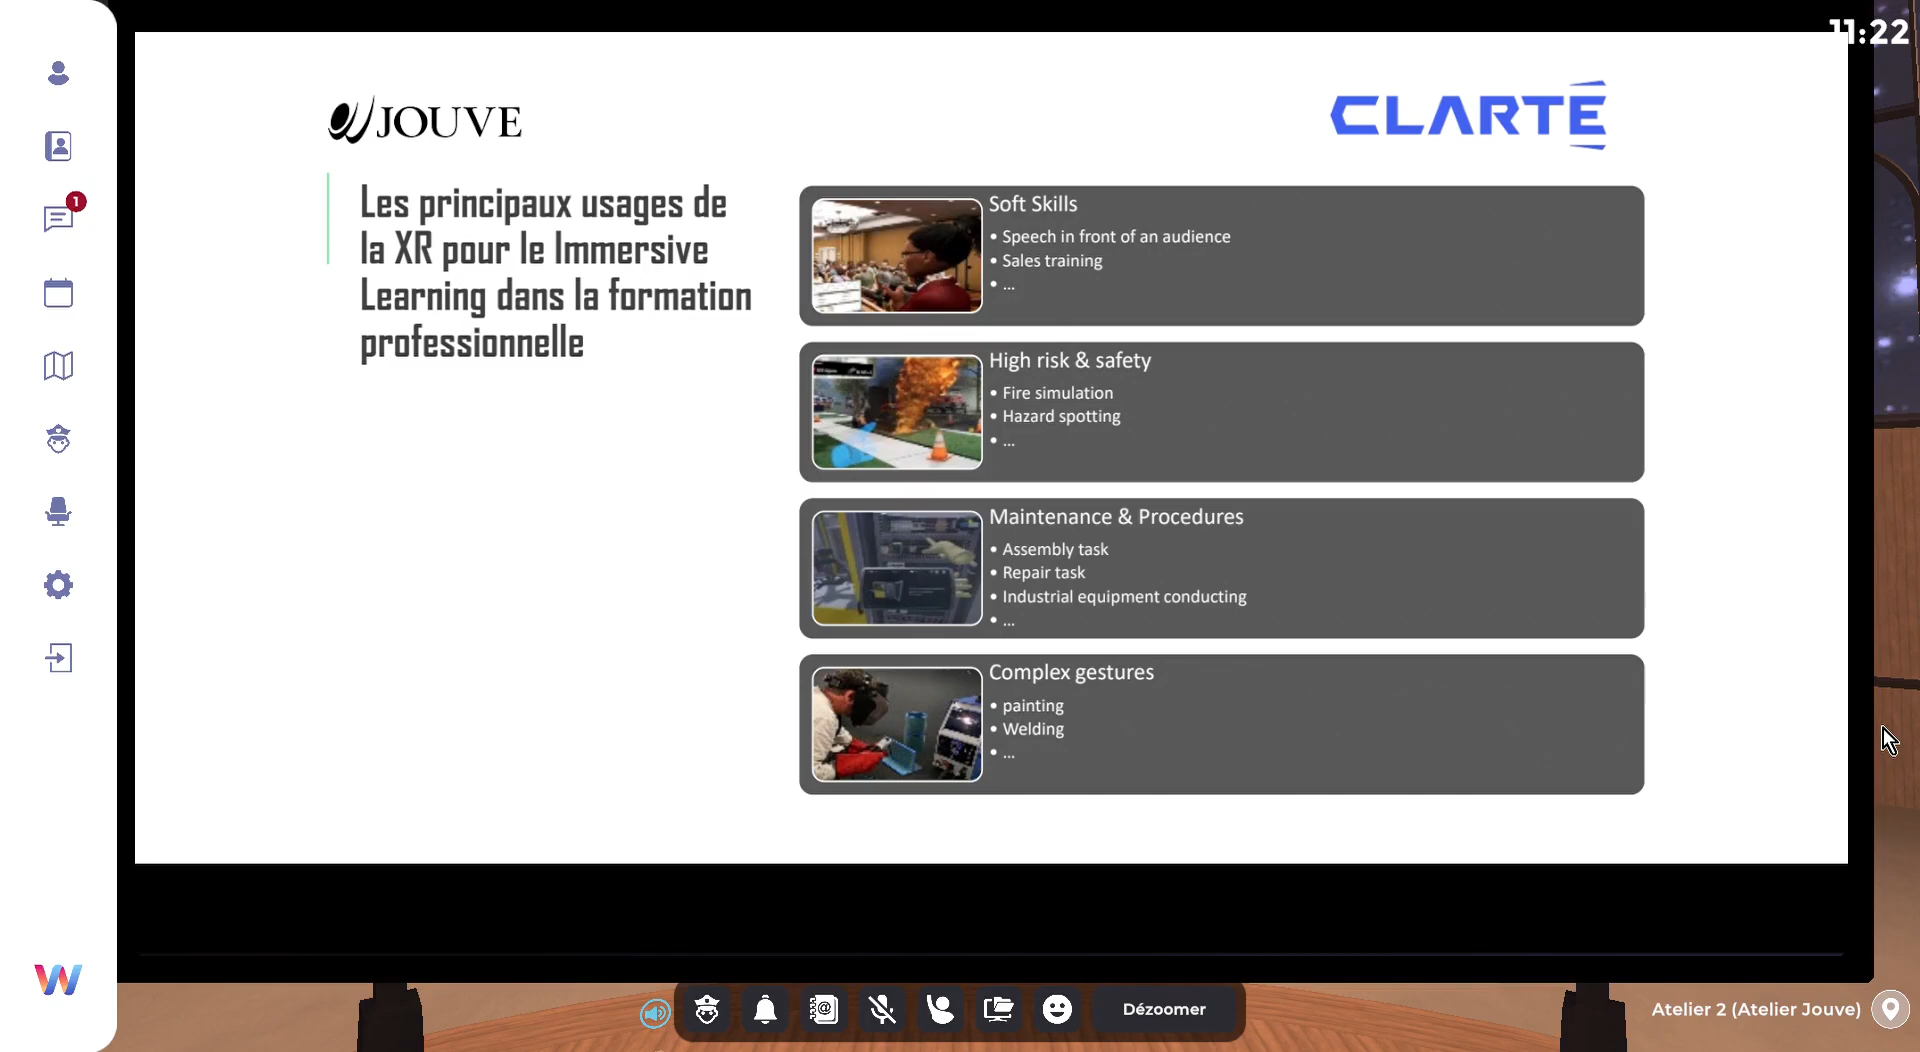 11:22
1
JOUVE
CLARTÉ
Les principaux usages de
la XR pour le Immersive
Learning dans la formation
professionnelle
Soft Skills
• Speech in front of an audience
• Sales training
• ...
High risk & safety
• Fire simulation
• Hazard spotting
• ...
Maintenance & Procedures
• Assembly task
• Repair task
• Industrial equipment conducting
• ...
Complex gestures
• painting
• Welding
• ...
W
Dézoomer
Atelier 2 (Atelier Jouve)